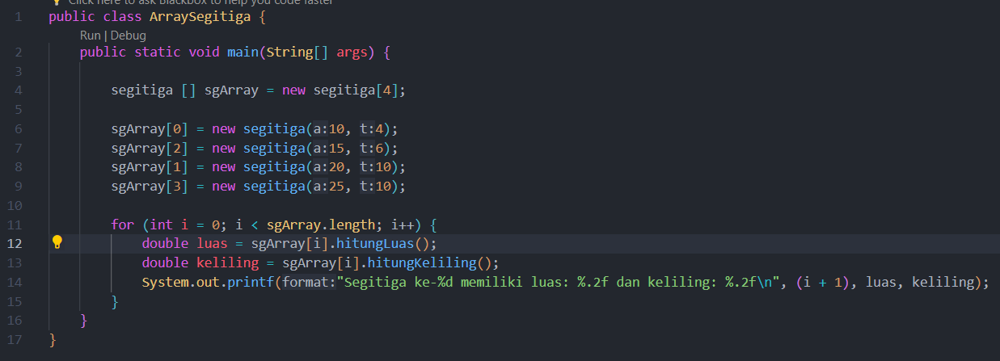 Click here to ask Blackbox to help you code faster
1 public class ArraySegitiga {
Run | Debug
2 public static void main(String[] args) {
3
4 segitiga [] sgArray = new segitiga[4];
5
6 sgArray[0] = new segitiga(a:10, t:4);
7 sgArray[2] = new segitiga(a:15, t:6);
8 sgArray[1] = new segitiga(a:20, t:10);
9 sgArray[3] = new segitiga(a:25, t:10);
10
11 for (int i = 0; i < sgArray.length; i++) {
12 double luas = sgArray[i].hitungLuas();
13 double keliling = sgArray[i].hitungKeliling();
14 System.out.printf(format:"Segitiga ke-%d memiliki luas: %.2f dan keliling: %.2f\n", (i + 1), luas, keliling);
15 }
16 }
17 }